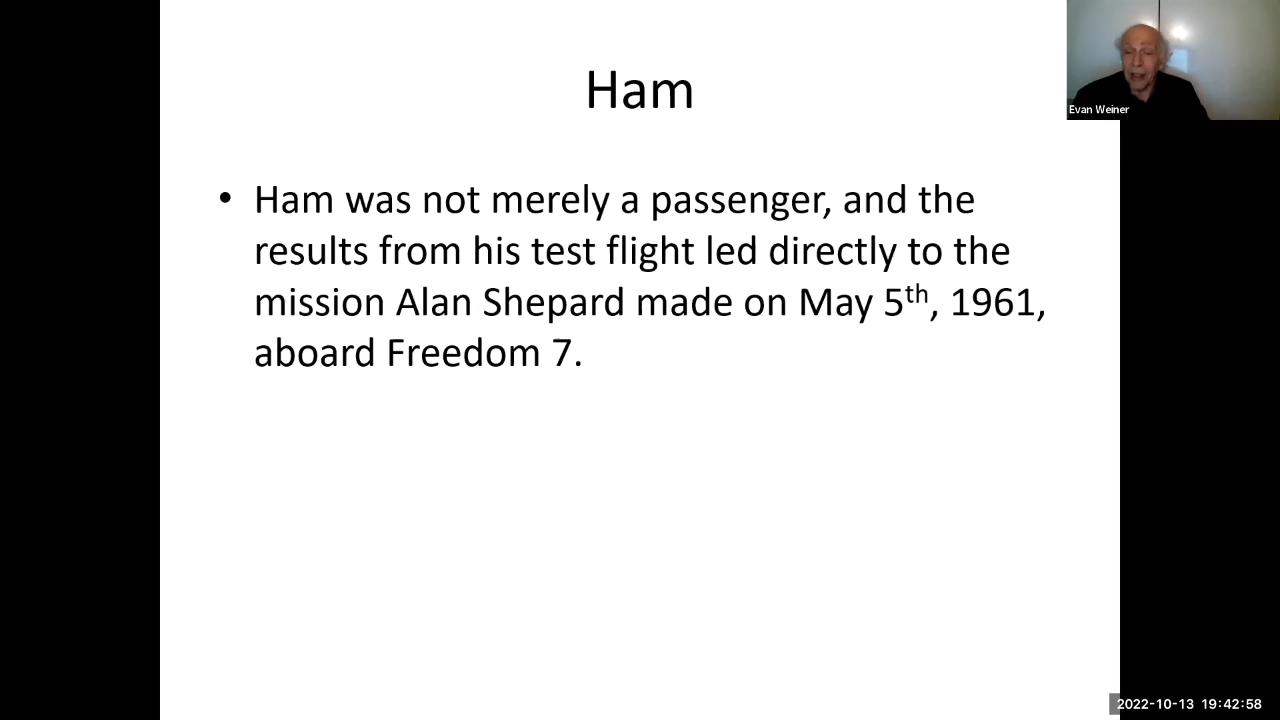 Ham
Evan Weiner
• Ham was not merely a passenger, and the
results from his test flight led directly to the
mission Alan Shepard made on May 5th, 1961,
aboard Freedom 7.
2022-10-13 19:42:58